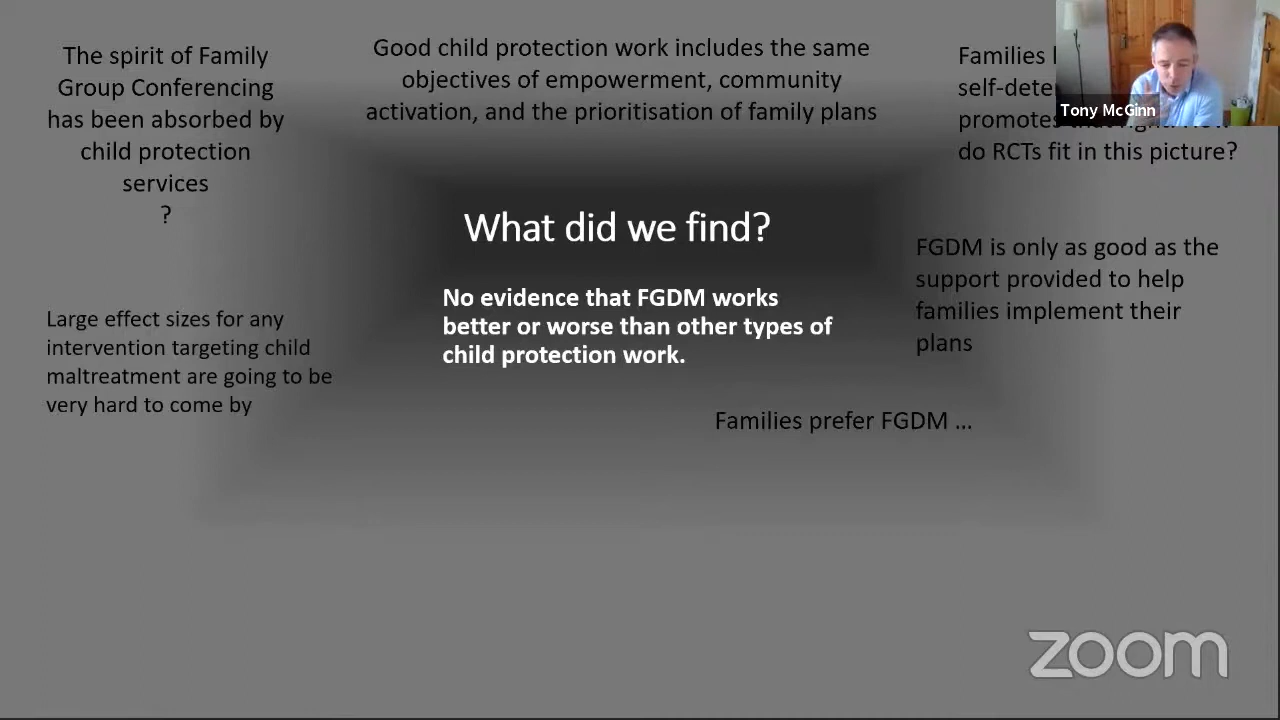 The spirit of Family
Group Conferencing
has been absorbed by
child protection
services
?
Good child protection work includes the same
objectives of empowerment, community
activation, and the prioritisation of family plans
Families
promotes that right.
do RCTs fit in this picture?
Tony McGinn
What did we find?
No evidence that FGDM works
better or worse than other types of
child protection work.
FGDM is only as good as the
support provided to help
families implement their
plans
Large effect sizes for any
intervention targeting child
maltreatment are going to be
very hard to come by
Families prefer FGDM ...
zoom